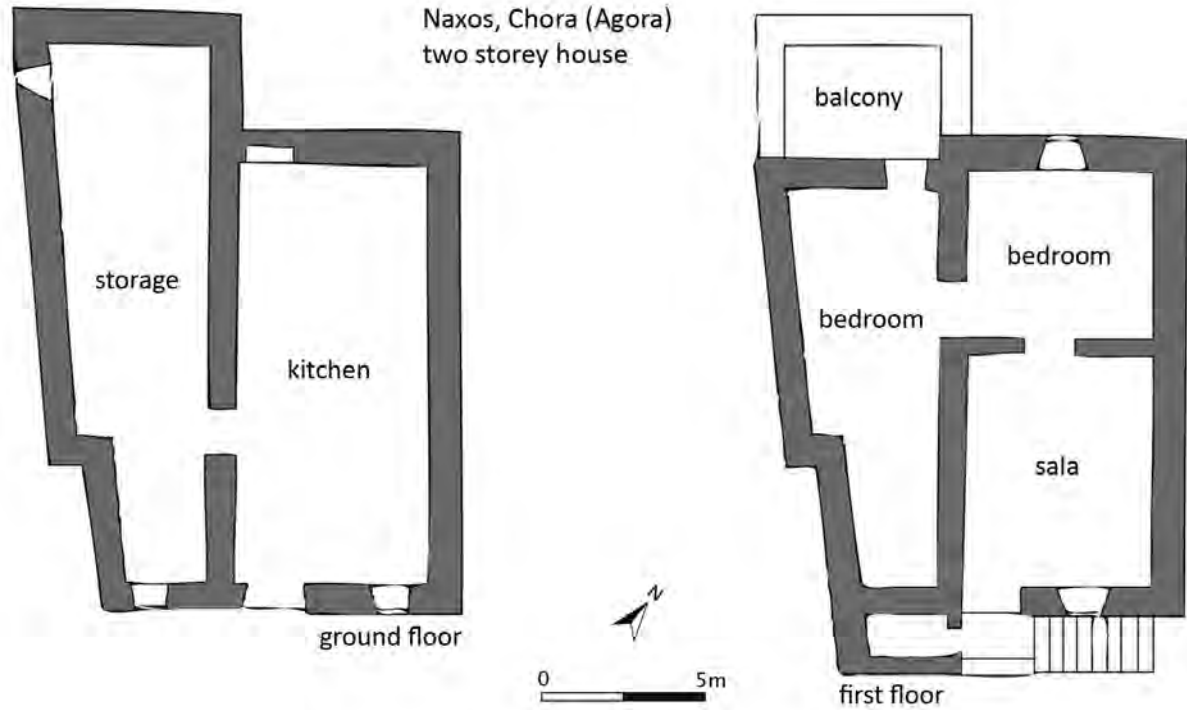 Naxos, Chora (Agora)
two storey house
storage
kitchen
ground floor
balcony
bedroom
bedroom
sala
first floor
N
0 5m